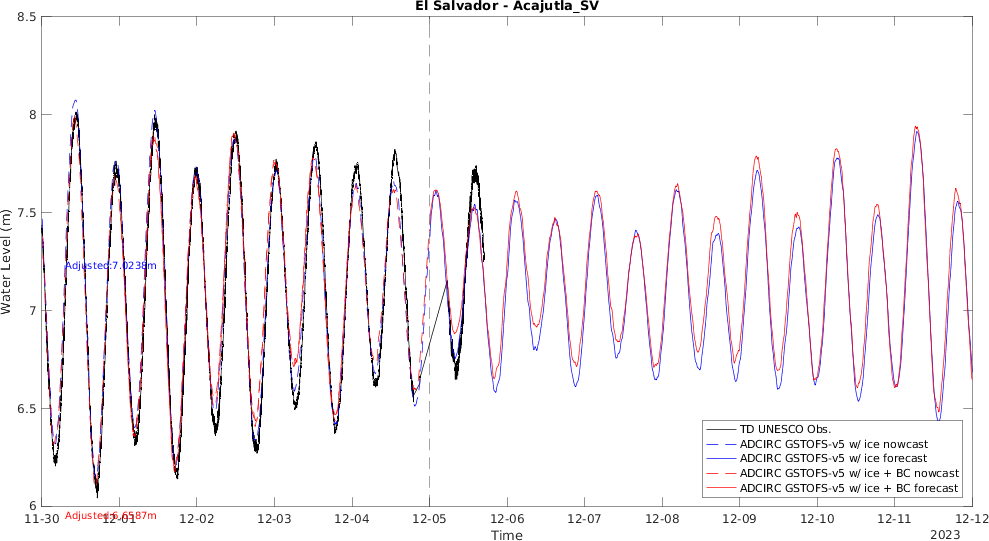 El Salvador - Acajutla_SV
8.5
8
7.5
7
6.5
6
Water Level (m)
Adjusted:7.0238m
Adjusted:6.6587m
TD UNESCO Obs.
ADCIRC GSTOFS-v5 w/ ice nowcast
ADCIRC GSTOFS-v5 w/ ice forecast
ADCIRC GSTOFS-v5 w/ ice + BC nowcast
ADCIRC GSTOFS-v5 w/ ice + BC forecast
11-30 12-01 12-02 12-03 12-04 12-05 12-06 12-07 12-08 12-09 12-10 12-11 12-12
Time
2023